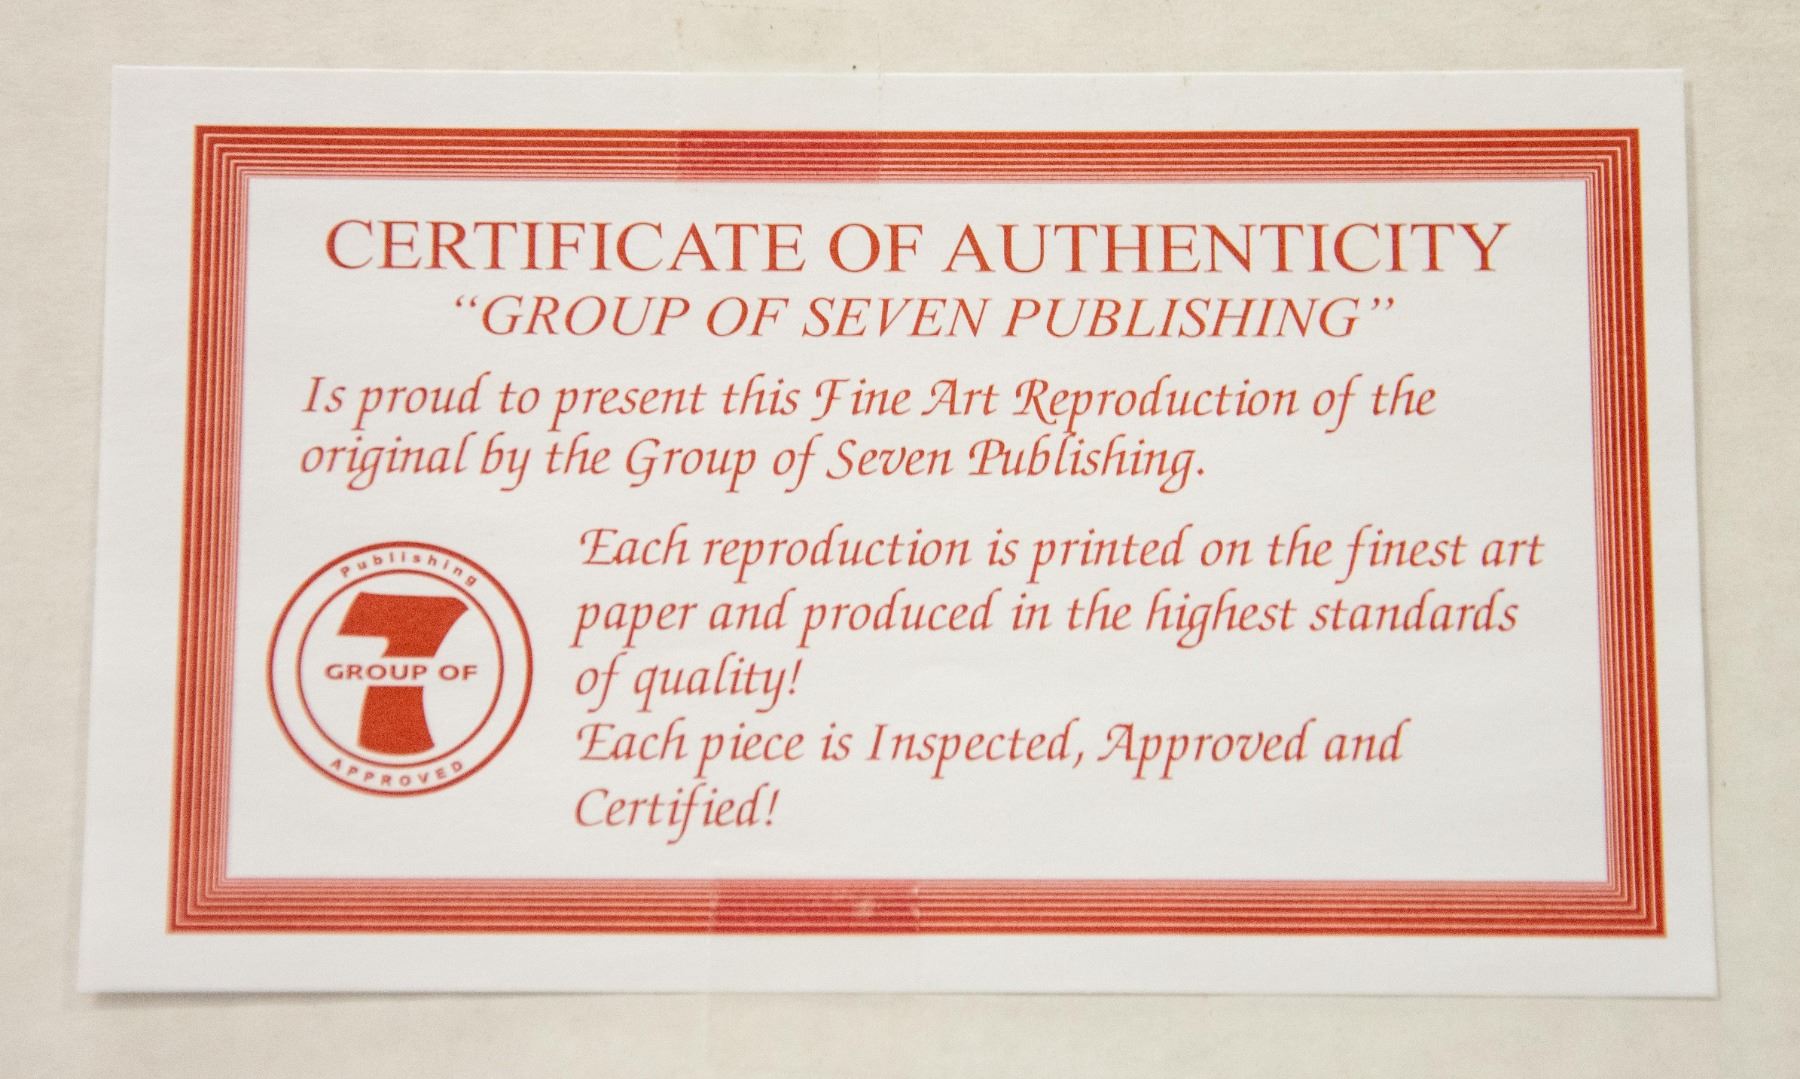 CERTIFICATE OF AUTHENTICITY
“GROUP OF SEVEN PUBLISHING”
Is proud to present this Fine Art Reproduction of the
original by the Group of Seven Publishing.
Publishing
7
GROUP OF
APPROVED
Each reproduction is printed on the finest art
paper and produced in the highest standards
of quality!
Each piece is Inspected, Approved and
Certified!